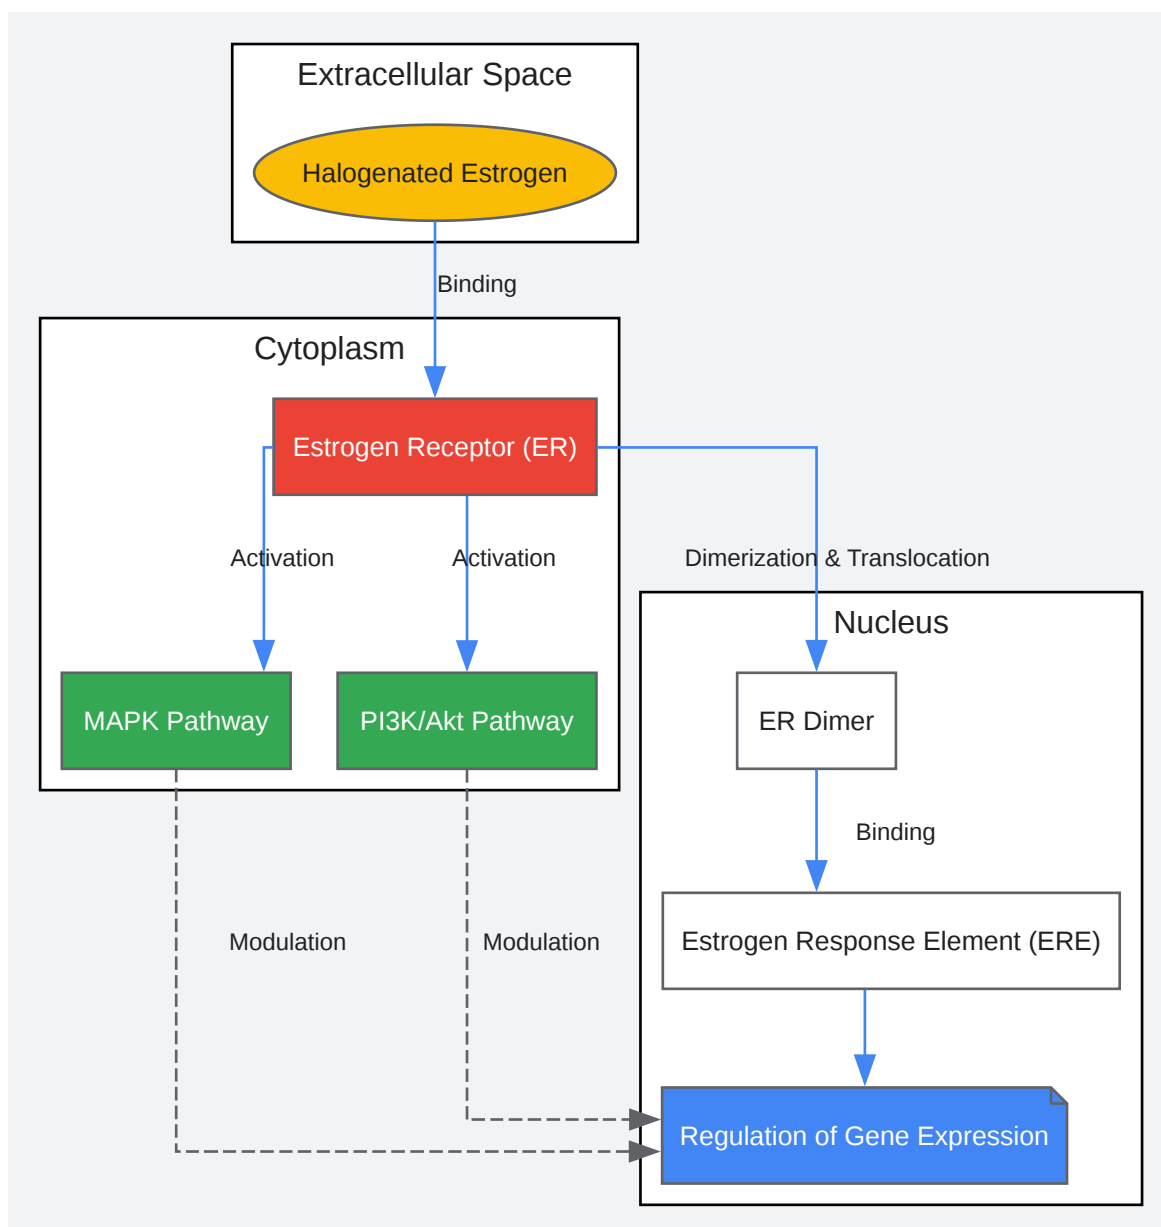 Extracellular Space
Halogenated Estrogen
Binding
Cytoplasm
Estrogen Receptor (ER)
Activation
Activation
Dimerization & Translocation
Nucleus
MAPK Pathway
PI3K/Akt Pathway
ER Dimer
Binding
Modulation
Modulation
Estrogen Response Element (ERE)
Regulation of Gene Expression